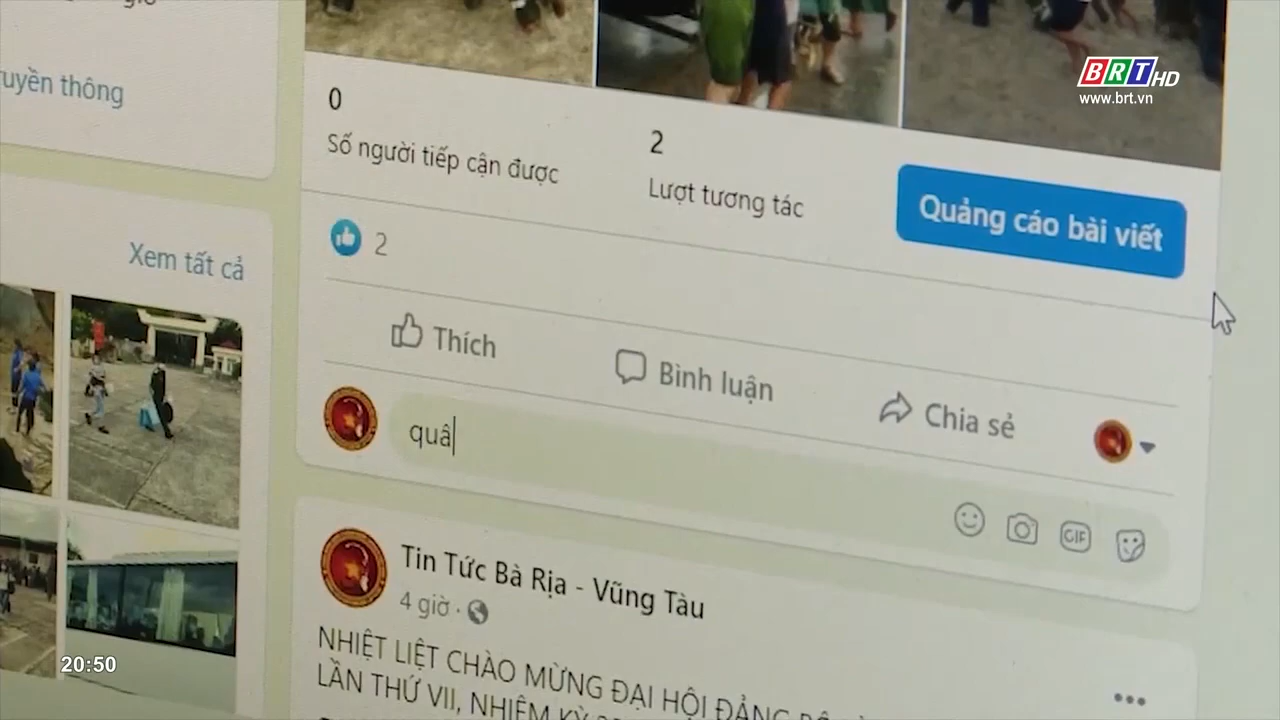 BRT HD
www.brt.vn
truyền thông
0
Số người tiếp cận được
2
Lượt tương tác
Quảng cáo bài viết
Xem tất cả
2
Thích
Bình luận
Chia sẻ
quâ
GIF
Tin Tức Bà Rịa - Vũng Tàu
4 giờ ·
NHIỆT LIỆT CHÀO MỪNG ĐẠI HỘI ĐẢNG BỘ
LẦN THỨ VII, NHIỆM KỲ
20:50